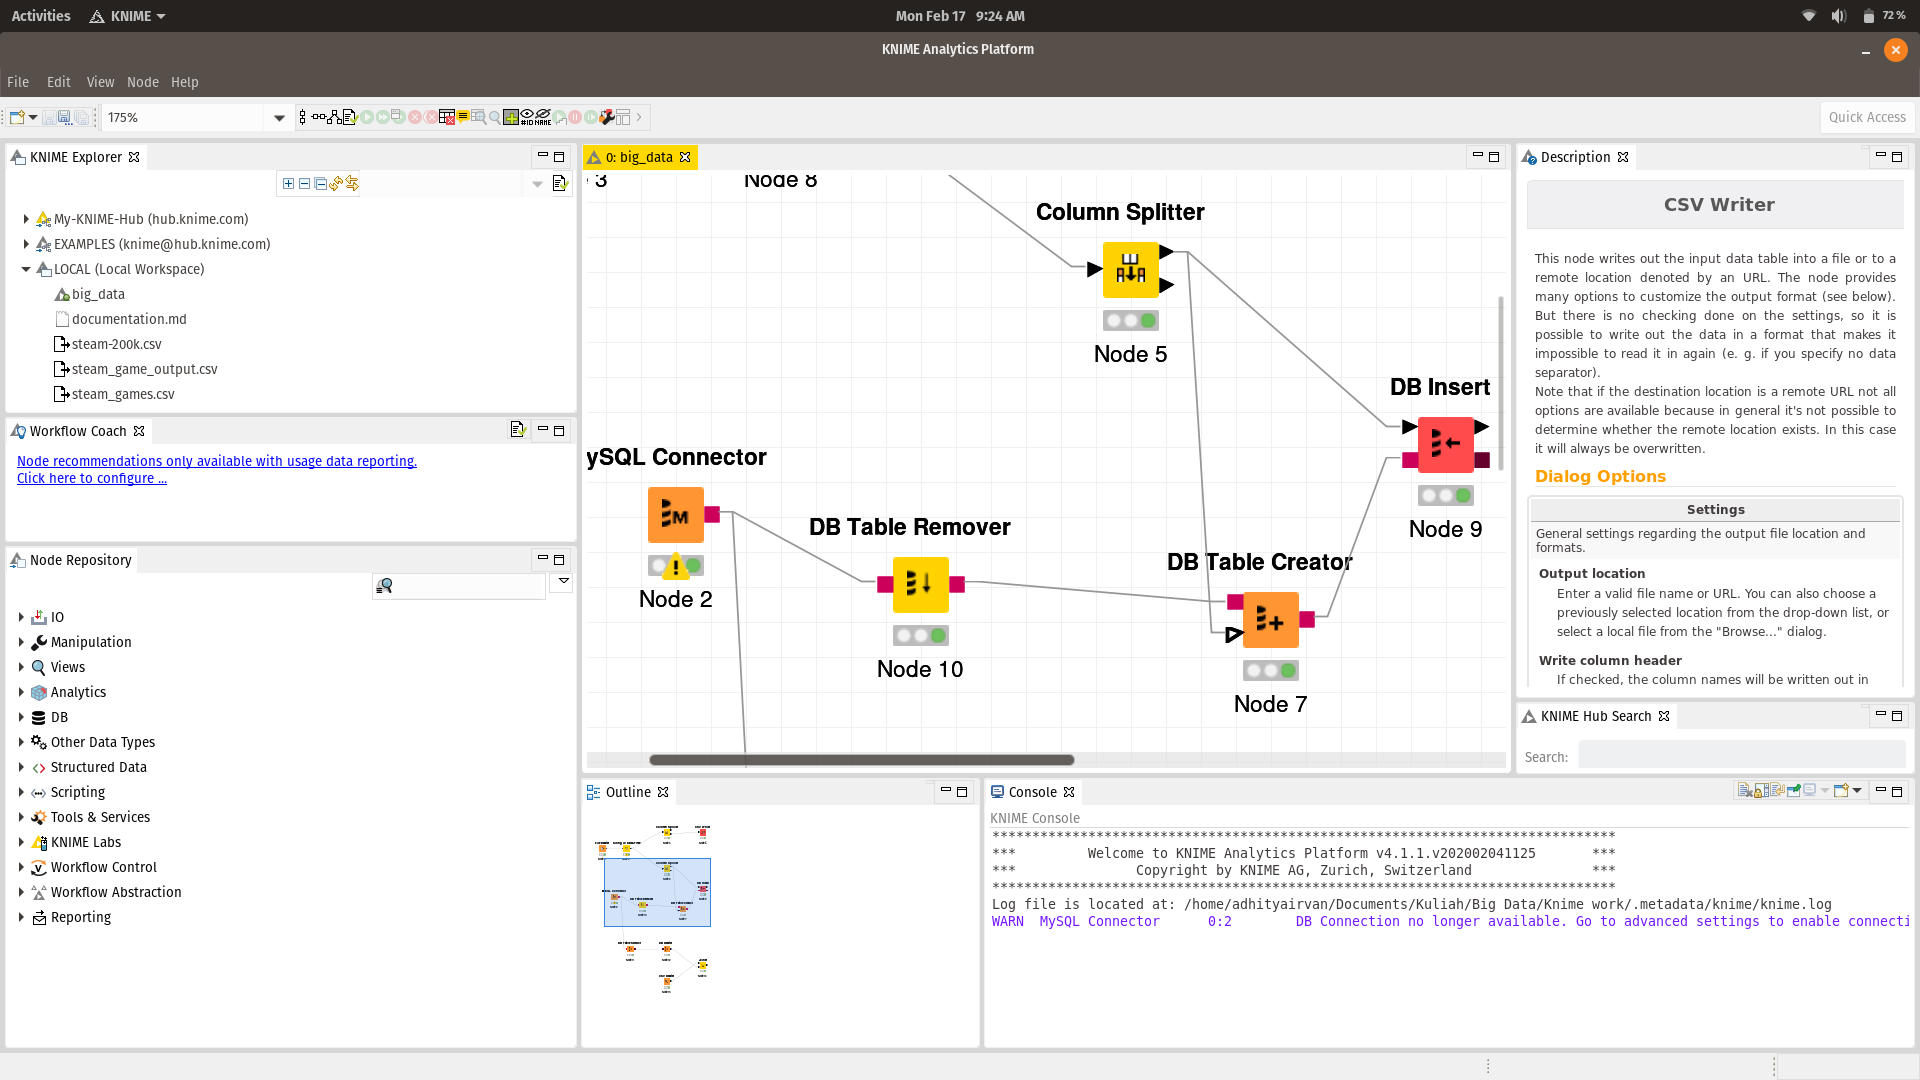 Activities KNIME Mon Feb 17 9:24 AM 72 %
KNIME Analytics Platform
File Edit View Node Help
175% Quick Access
KNIME Explorer
My-KNIME-Hub (hub.knime.com)
EXAMPLES (knime@hub.knime.com)
LOCAL (Local Workspace)
big_data
documentation.md
steam-200k.csv
steam_game_output.csv
steam_games.csv
Workflow Coach
Node recommendations only available with usage data reporting.
Click here to configure ...
Node Repository
IO
Manipulation
Views
Analytics
DB
Other Data Types
Structured Data
Scripting
Tools & Services
KNIME Labs
Workflow Control
Workflow Abstraction
Reporting
0: big_data
3
Node 8
Column Splitter
Node 5
DB Insert
Node 9
ySQL Connector
Node 2
DB Table Remover
Node 10
DB Table Creator
Node 7
Outline
Console
KNIME Console
******************************************************************************
*** Welcome to KNIME Analytics Platform v4.1.1.v202002041125 ***
*** Copyright by KNIME AG, Zurich, Switzerland ***
******************************************************************************
Log file is located at: /home/adhityairvan/Documents/Kuliah/Big Data/Knime work/.metadata/knime/knime.log
WARN MySQL Connector 0:2 DB Connection no longer available. Go to advanced settings to enable connecti
Description
CSV Writer
This node writes out the input data table into a file or to a
remote location denoted by an URL. The node provides
many options to customize the output format (see below).
But there is no checking done on the settings, so it is
possible to write out the data in a format that makes it
impossible to read it in again (e. g. if you specify no data
separator).
Note that if the destination location is a remote URL not all
options are available because in general it's not possible to
determine whether the remote location exists. In this case
it will always be overwritten.
Dialog Options
Settings
General settings regarding the output file location and
formats.
Output location
Enter a valid file name or URL. You can also choose a
previously selected location from the drop-down list, or
select a local file from the "Browse..." dialog.
Write column header
If checked, the column names will be written out in
KNIME Hub Search
Search: